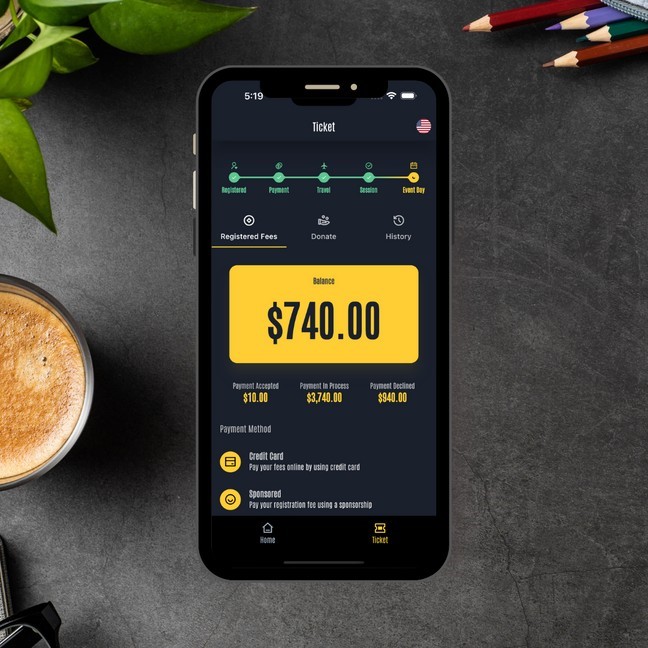 5:19
Ticket
Registered Payment Travel Session Event Day
Registered Fees Donate History
Balance
$740.00
Payment Accepted Payment In Process Payment Declined
$10.00 $3,740.00 $940.00
Payment Method
Credit Card
Pay your fees online by using credit card
Sponsored
Pay your registration fee using a sponsorship
Home Ticket